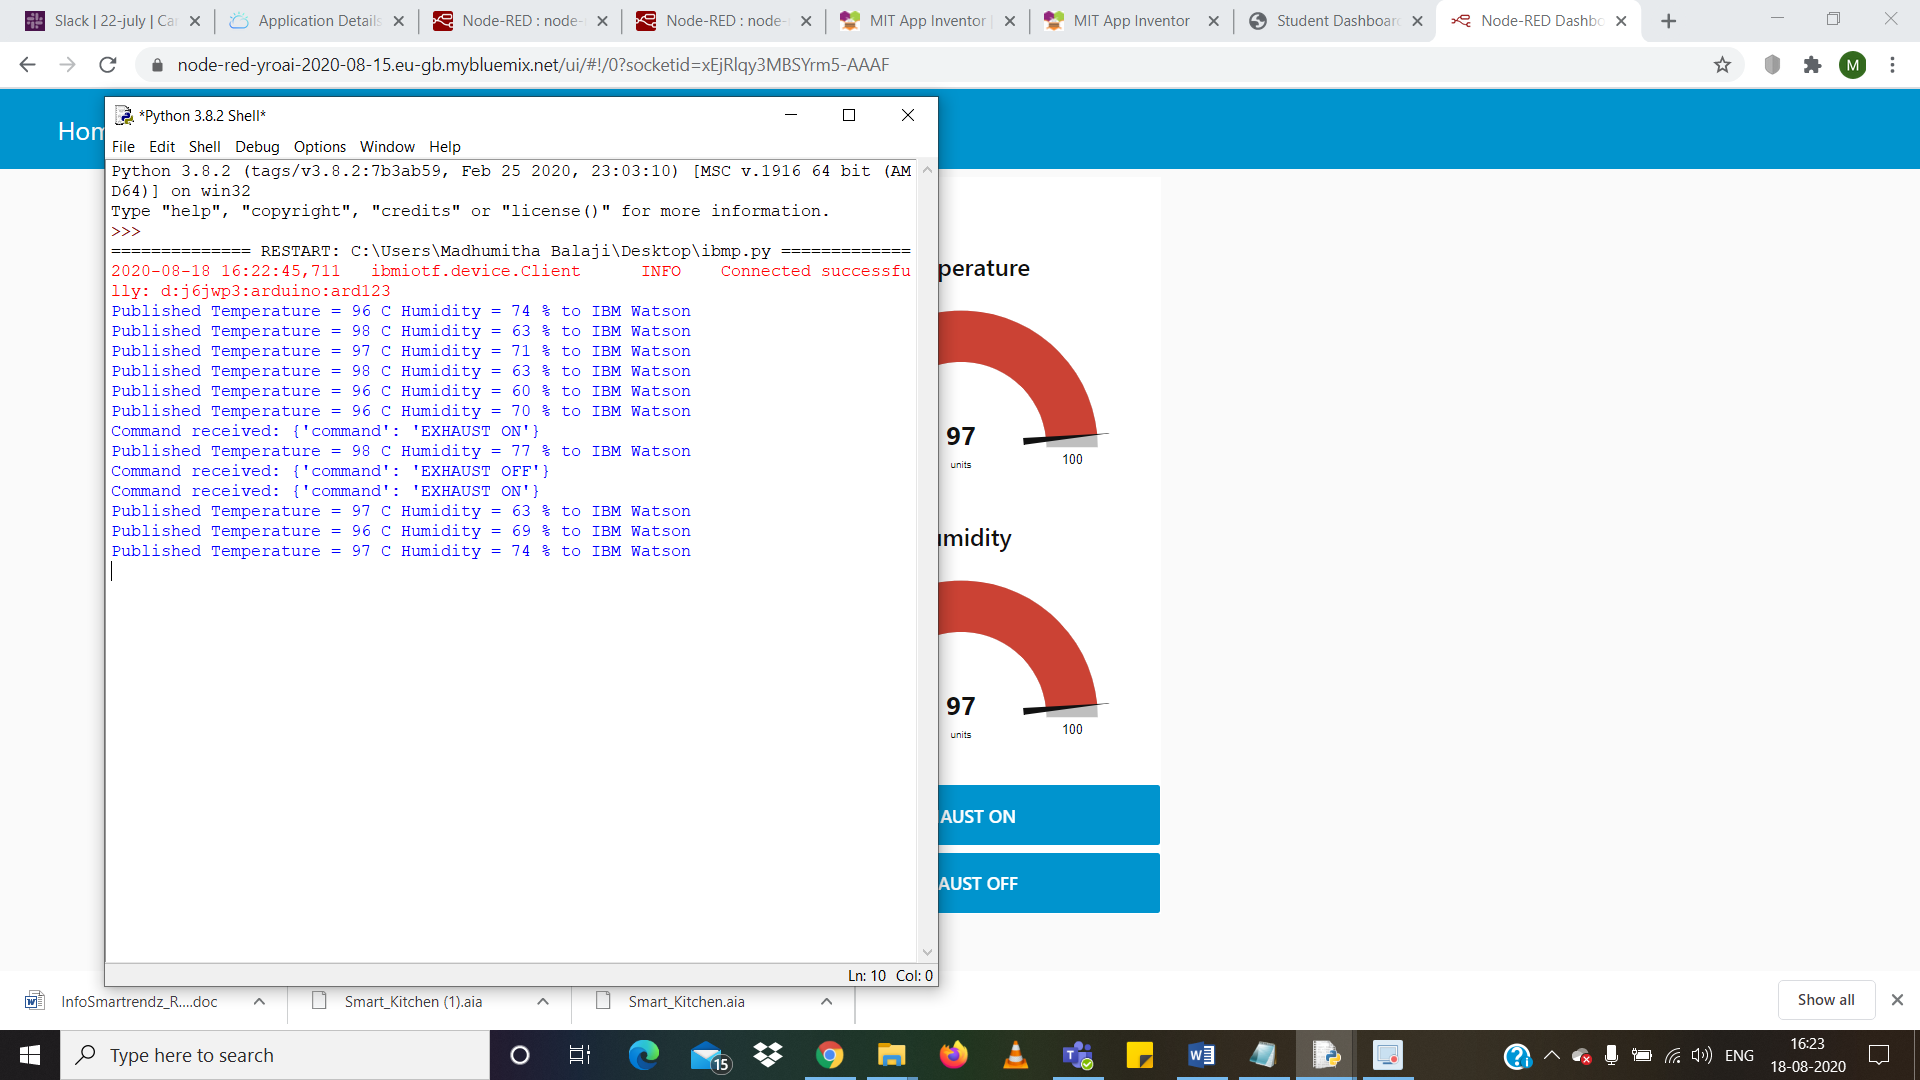 Slack | 22-july | Ca
Application Details
Node-RED : node-
Node-RED : node-
MIT App Inventor
MIT App Inventor
Student Dashboar
Node-RED Dashbo
node-red-yroai-2020-08-15.eu-gb.mybluemix.net/ui/#!/0?socketid=xEjRlqy3MBSYrm5-AAAF
M
Hom
*Python 3.8.2 Shell*
File Edit Shell Debug Options Window Help
Python 3.8.2 (tags/v3.8.2:7b3ab59, Feb 25 2020, 23:03:10) [MSC v.1916 64 bit (AM
D64)] on win32
Type "help", "copyright", "credits" or "license()" for more information.
>>>
============== RESTART: C:\Users\Madhumitha Balaji\Desktop\ibmp.py =============
2020-08-18 16:22:45,711   ibmiotf.device.Client      INFO    Connected successfu
lly: d:j6jwp3:arduino:ard123
Published Temperature = 96 C Humidity = 74 % to IBM Watson
Published Temperature = 98 C Humidity = 63 % to IBM Watson
Published Temperature = 97 C Humidity = 71 % to IBM Watson
Published Temperature = 98 C Humidity = 63 % to IBM Watson
Published Temperature = 96 C Humidity = 60 % to IBM Watson
Published Temperature = 96 C Humidity = 70 % to IBM Watson
Command received: {'command': 'EXHAUST ON'}
Published Temperature = 98 C Humidity = 77 % to IBM Watson
Command received: {'command': 'EXHAUST OFF'}
Command received: {'command': 'EXHAUST ON'}
Published Temperature = 97 C Humidity = 63 % to IBM Watson
Published Temperature = 96 C Humidity = 69 % to IBM Watson
Published Temperature = 97 C Humidity = 74 % to IBM Watson
Ln: 10 Col: 0
perature
97
units
100
umidity
97
units
100
AUST ON
AUST OFF
InfoSmartrendz_R....doc
Smart_Kitchen (1).aia
Smart_Kitchen.aia
Show all
Type here to search
15
ENG
16:23
18-08-2020